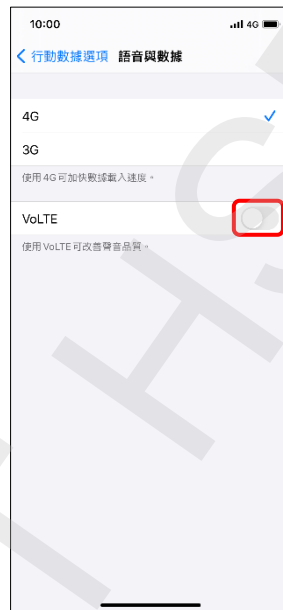 10:00
4G
行動數據選項
語音與數據
4G
3G
使用 4G 可加快數據載入速度。
VoLTE
使用 VoLTE 可改善聲音品質。